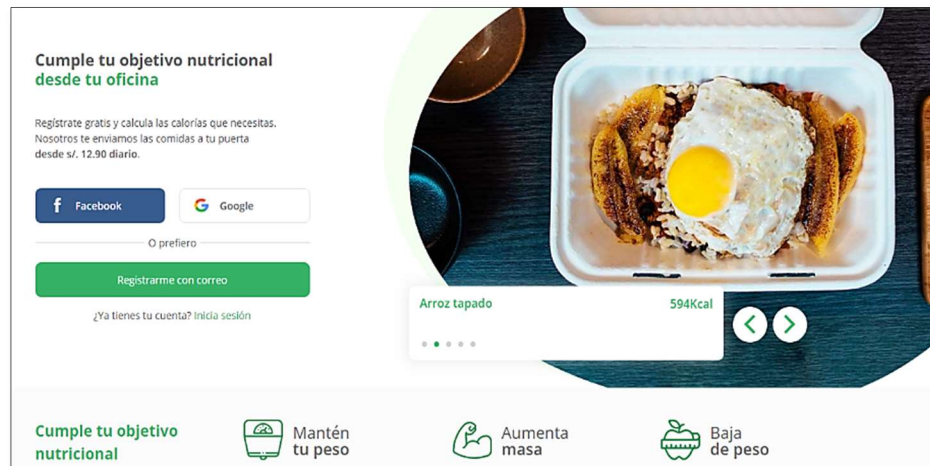 Cumple tu objetivo nutricional
desde tu oficina
Regístrate gratis y calcula las calorías que necesitas.
Nosotros te enviamos las comidas a tu puerta
desde s/. 12.90 diario.
f Facebook
G Google
O prefiero
Registrarme con correo
¿Ya tienes tu cuenta? Inicia sesión
Arroz tapado 594Kcal
Cumple tu objetivo
nutricional
Mantén
tu peso
Aumenta
masa
Baja
de peso